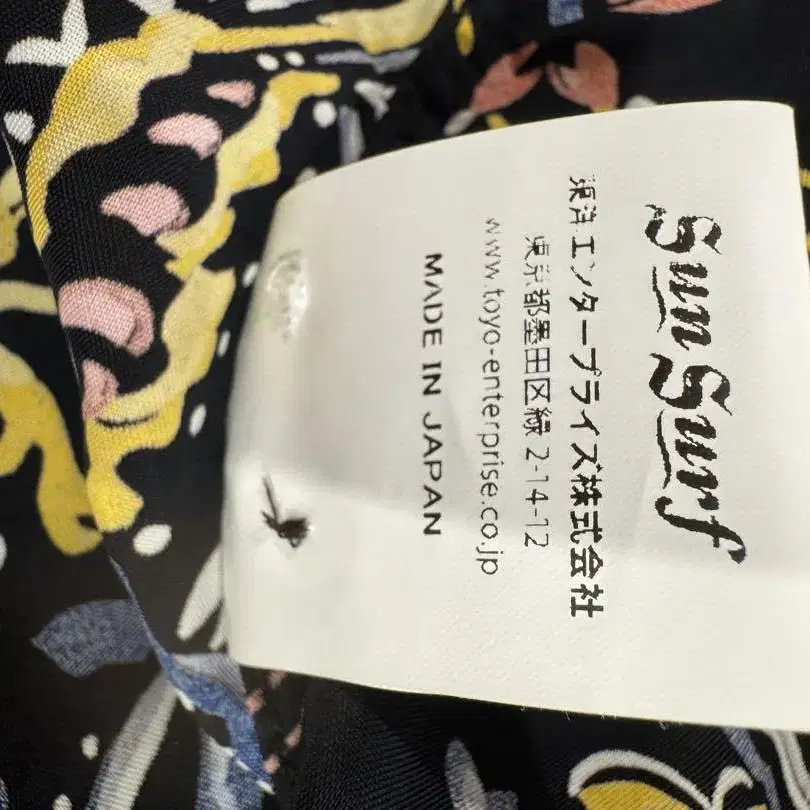 Sun Surf
東洋エンタープライズ株式会社
東京都墨田区緑 2-14-12
www.toyo-enterprise.co.jp
MADE IN JAPAN